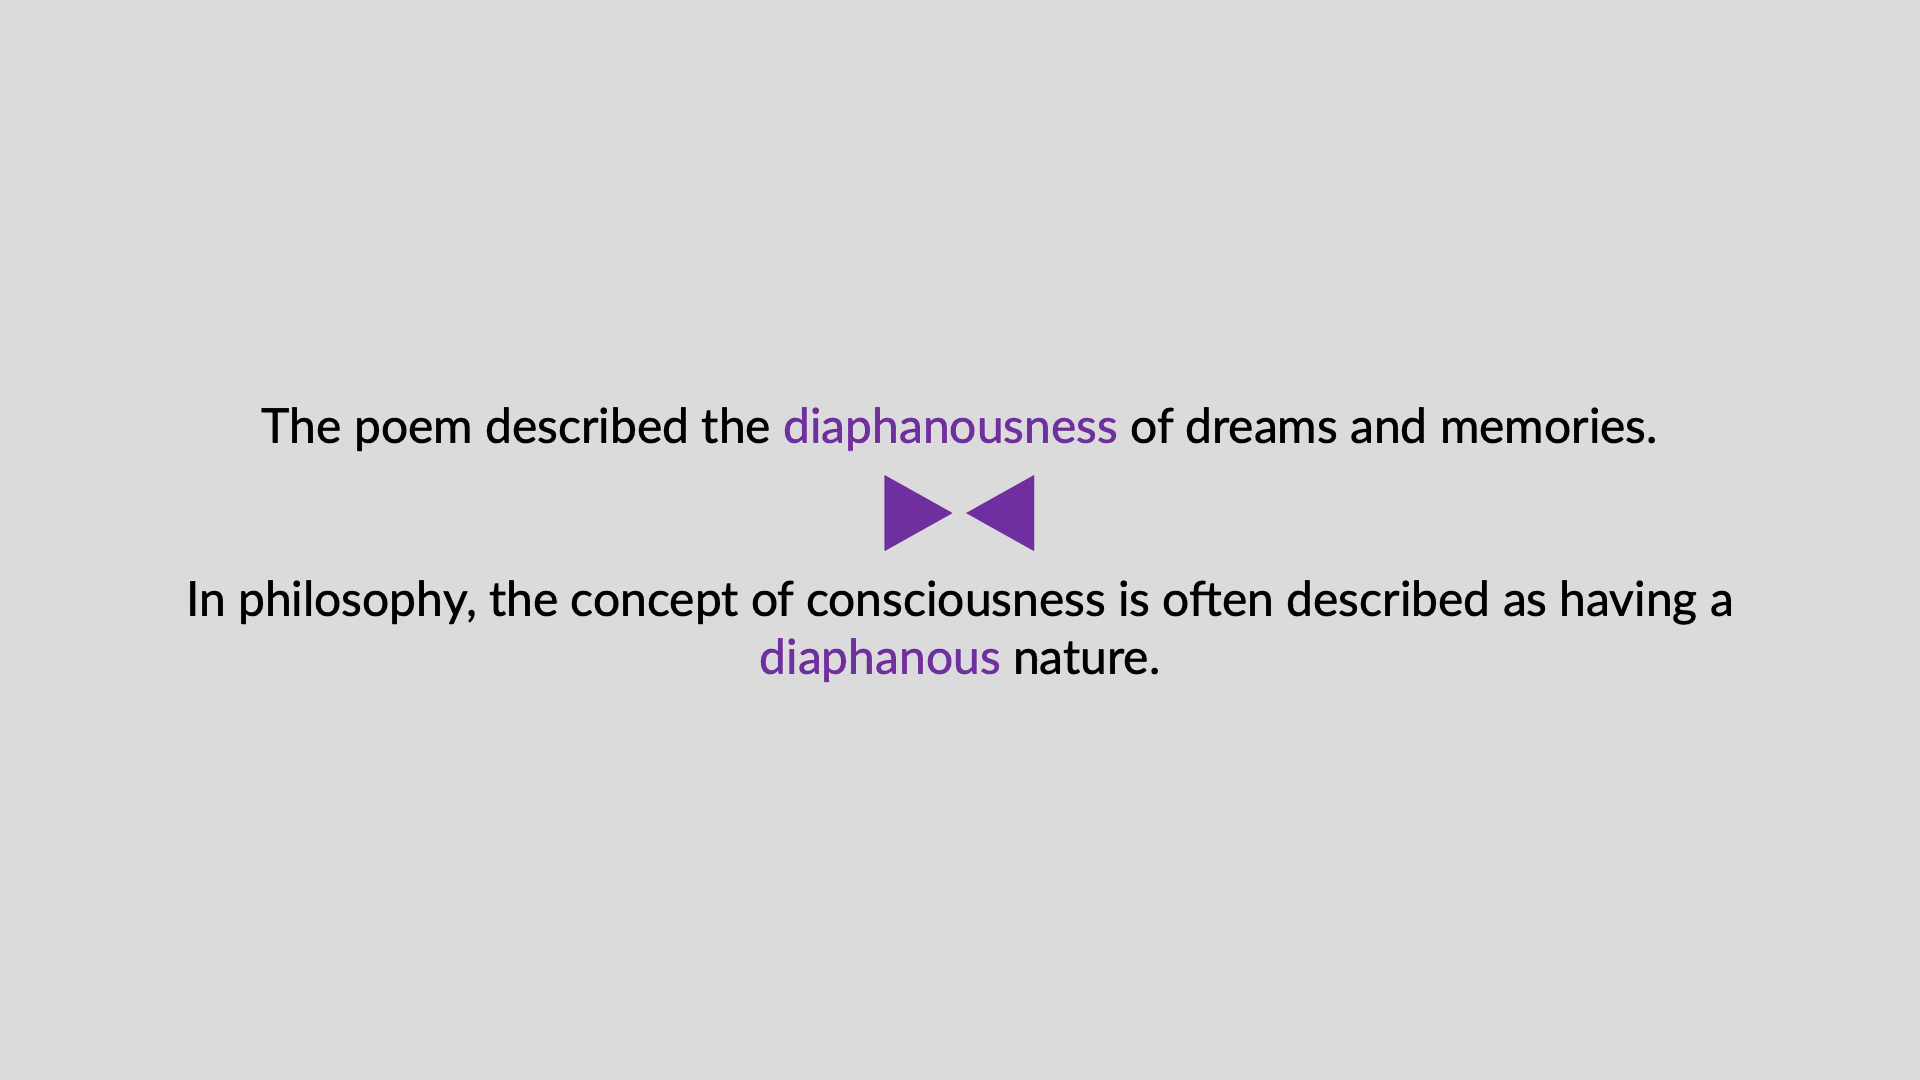 The poem described the diaphanousness of dreams and memories.
In philosophy, the concept of consciousness is often described as having a
diaphanous nature.